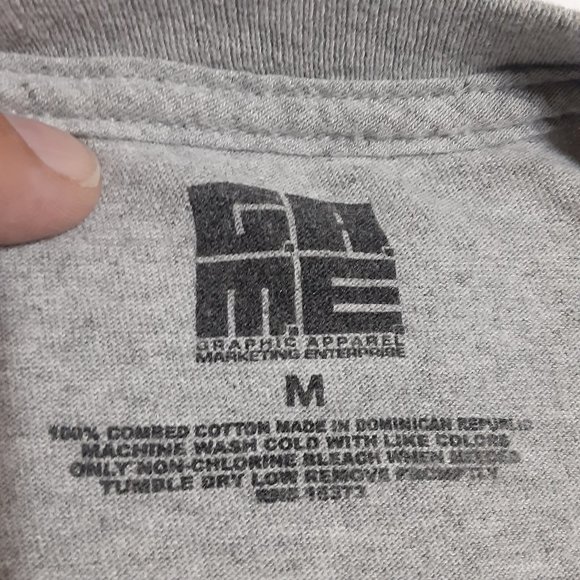 G.A.
M.E.
GRAPHIC APPAREL
MARKETING ENTERPRISE
M
100% COMBED COTTON MADE IN DOMINICAN REPUBLIC
MACHINE WASH COLD WITH LIKE COLORS
ONLY NON-CHLORINE BLEACH WHEN NEEDED
TUMBLE DRY LOW REMOVE PROMPTLY
RN#